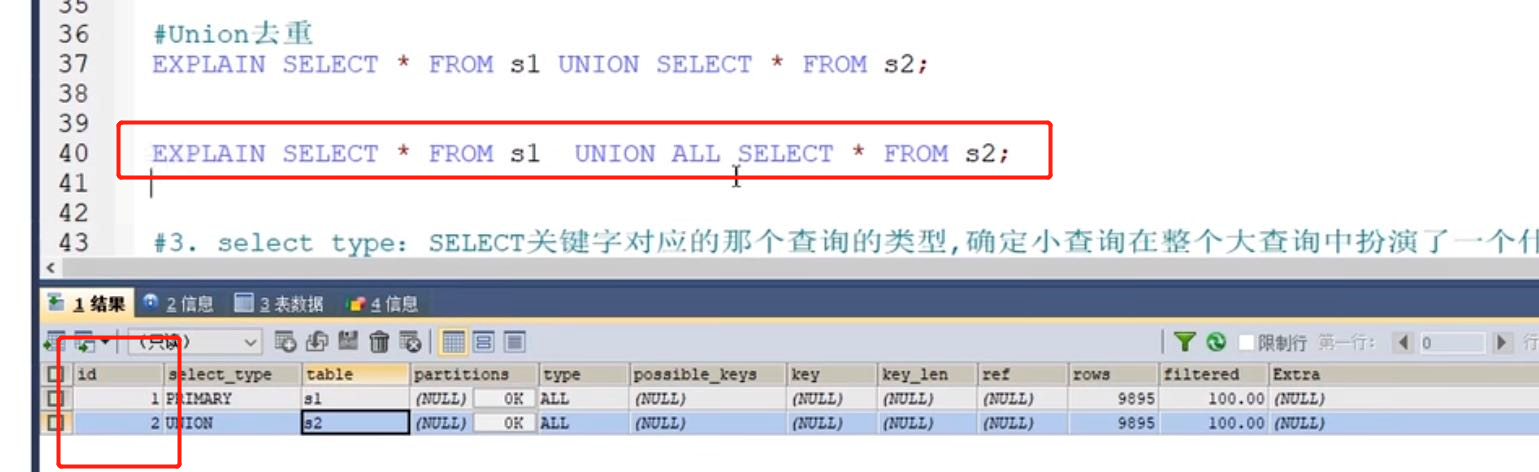 35
36 #Union去重
37 EXPLAIN SELECT * FROM s1 UNION SELECT * FROM s2;
38
39
40 EXPLAIN SELECT * FROM s1  UNION ALL SELECT * FROM s2;
41
42
43 #3. select type：SELECT关键字对应的那个查询的类型,确定小查询在整个大查询中扮演了一个什
1 结果 2 信息 3 表数据 4 信息
(只读) 限制行 第一行: 0 行
id select_type table partitions type possible_keys key key_len ref rows filtered Extra
1 PRIMARY s1 (NULL) 0K ALL (NULL) (NULL) (NULL) (NULL) 9895 100.00 (NULL)
2 UNION s2 (NULL) 0K ALL (NULL) (NULL) (NULL) (NULL) 9895 100.00 (NULL)